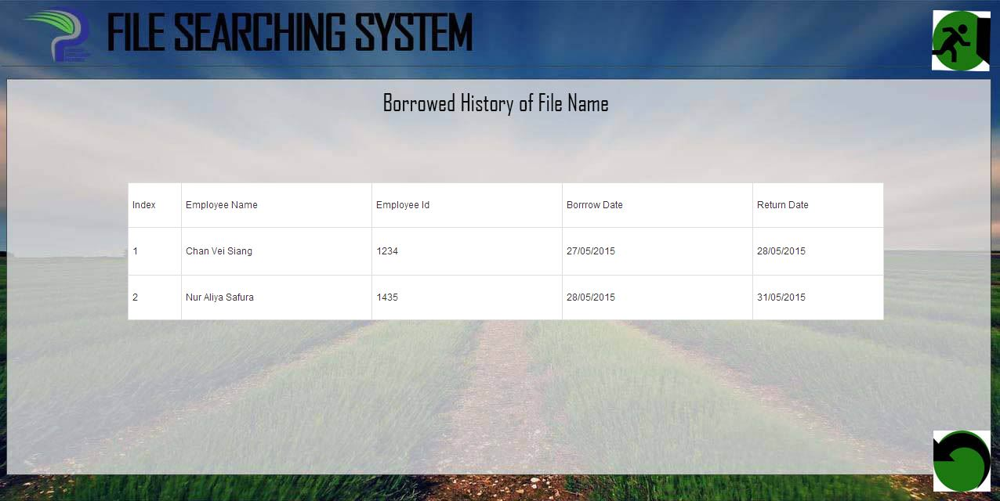 FILE SEARCHING SYSTEM
Borrowed History of File Name
Index Employee Name Employee Id Borrrow Date Return Date
1 Chan Vei Siang 1234 27/05/2015 28/05/2015
2 Nur Aliya Safura 1435 28/05/2015 31/05/2015